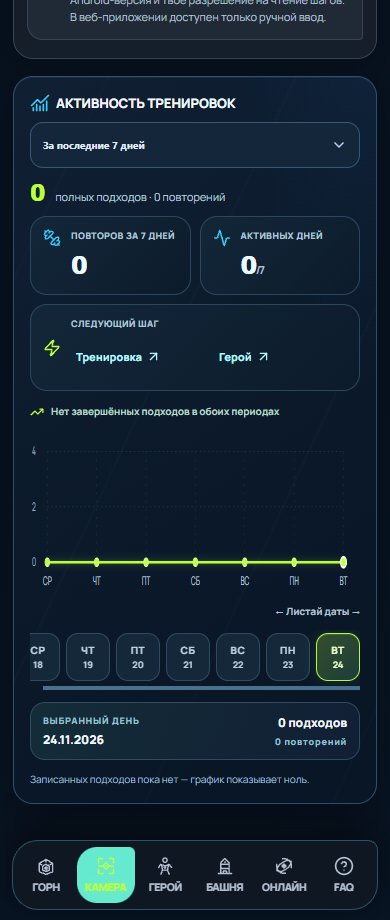 Android-версия и твоё разрешение на чтение шагов.
В веб-приложении доступен только ручной ввод.
АКТИВНОСТЬ ТРЕНИРОВОК
За последние 7 дней
0 полных подходов · 0 повторений
ПОВТОРОВ ЗА 7 ДНЕЙ
0
АКТИВНЫХ ДНЕЙ
0/7
СЛЕДУЮЩИЙ ШАГ
Тренировка ↗ Герой ↗
Нет завершённых подходов в обоих периодах
4
2
0
СР ЧТ ПТ СБ ВС ПН ВТ
← Листай даты →
СР ЧТ ПТ СБ ВС ПН ВТ
18 19 20 21 22 23 24
ВЫБРАННЫЙ ДЕНЬ
24.11.2026
0 подходов
0 повторений
Записанных подходов пока нет — график показывает ноль.
ГОРН КАМЕРА ГЕРОЙ БАШНЯ ОНЛАЙН FAQ